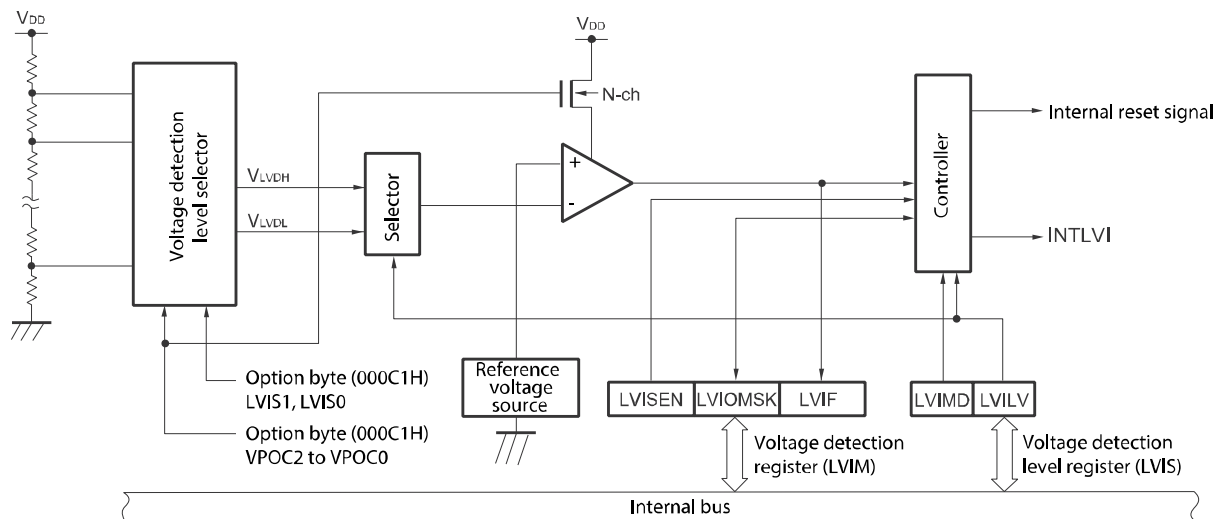 VDD
VDD
N-ch
Voltage detection
level selector
VLVDH
VLVDL
Selector
+
-
Controller
Internal reset signal
INTLVI
Option byte (000C1H)
LVIS1, LVIS0
Option byte (000C1H)
VPOC2 to VPOC0
Reference
voltage
source
LVISEN
LVIOMSK
LVIF
LVIMD
LVILV
Voltage detection
register (LVIM)
Voltage detection
level register (LVIS)
Internal bus